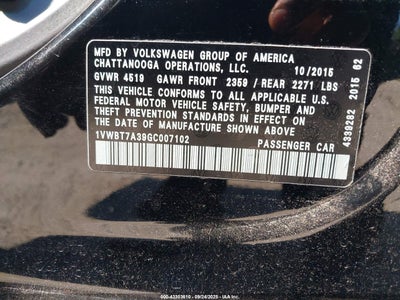 MFD BY VOLKSWAGEN GROUP OF AMERICA
CHATTANOOGA OPERATIONS, LLC. 10/2015
GVWR 4519 GAWR FRONT 2359 / REAR 2271 LBS
THIS VEHICLE CONFORMS TO ALL APPLICABLE U.S.
FEDERAL MOTOR VEHICLE SAFETY, BUMPER AND
THEFT PREVENTION STANDARDS IN EFFECT ON THE
DATE OF MANUFACTURE SHOWN ABOVE.
1VWBT7A39GC007102 PASSENGER CAR
4339282 2015 62